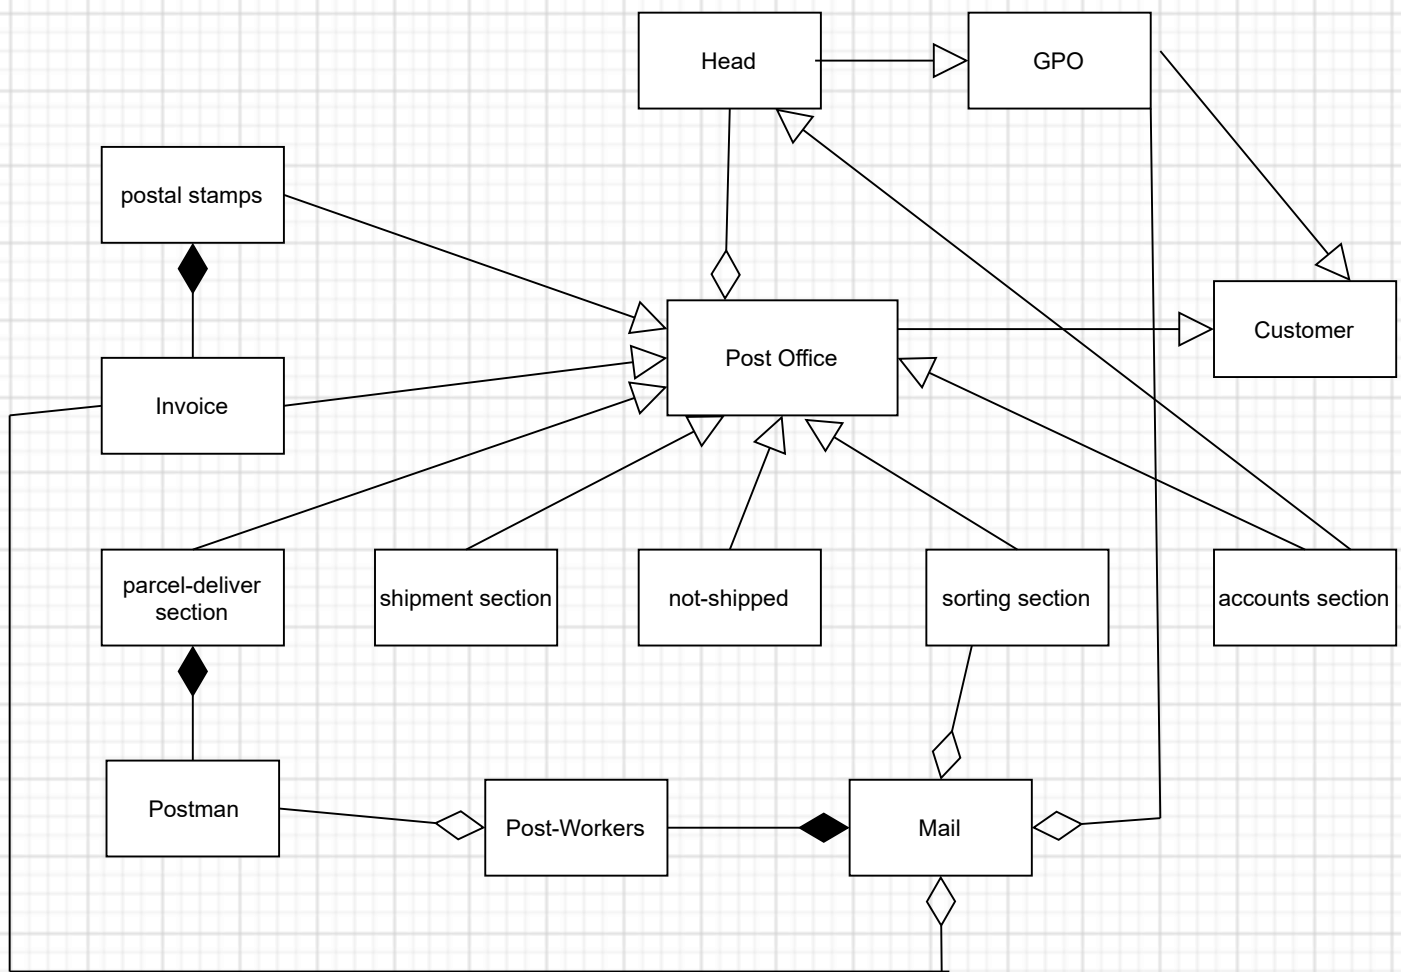 Head
GPO
postal stamps
Customer
Post Office
Invoice
parcel-deliver
section
shipment section
not-shipped
sorting section
accounts section
Postman
Post-Workers
Mail